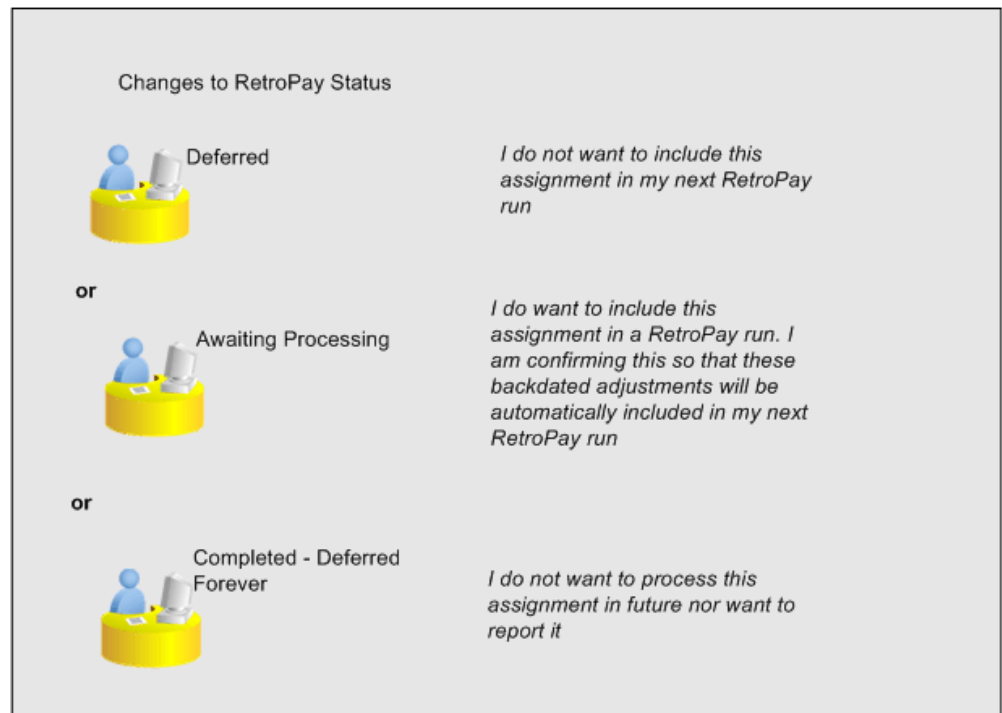 Changes to RetroPay Status
Deferred
I do not want to include this
assignment in my next RetroPay
run
or
Awaiting Processing
I do want to include this
assignment in a RetroPay run. I
am confirming this so that these
backdated adjustments will be
automatically included in my next
RetroPay run
or
Completed - Deferred
Forever
I do not want to process this
assignment in future nor want to
report it